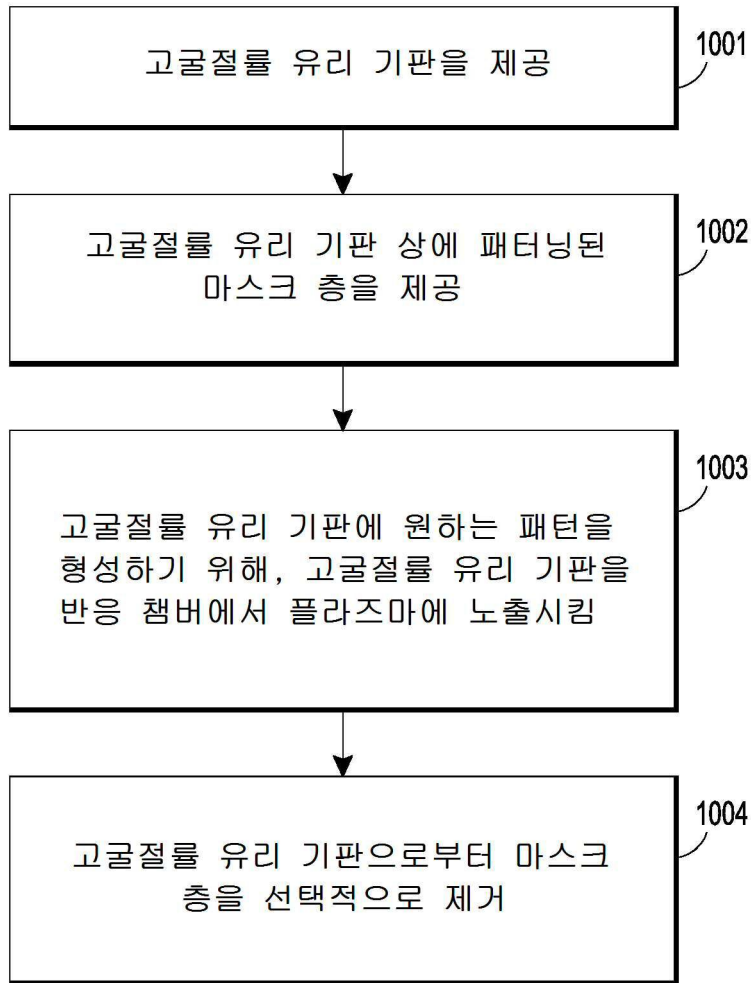 고굴절률 유리 기판을 제공
1001
고굴절률 유리 기판 상에 패터닝된
마스크 층을 제공
1002
고굴절률 유리 기판에 원하는 패턴을
형성하기 위해, 고굴절률 유리 기판을
반응 챔버에서 플라즈마에 노출시킴
1003
고굴절률 유리 기판으로부터 마스크
층을 선택적으로 제거
1004